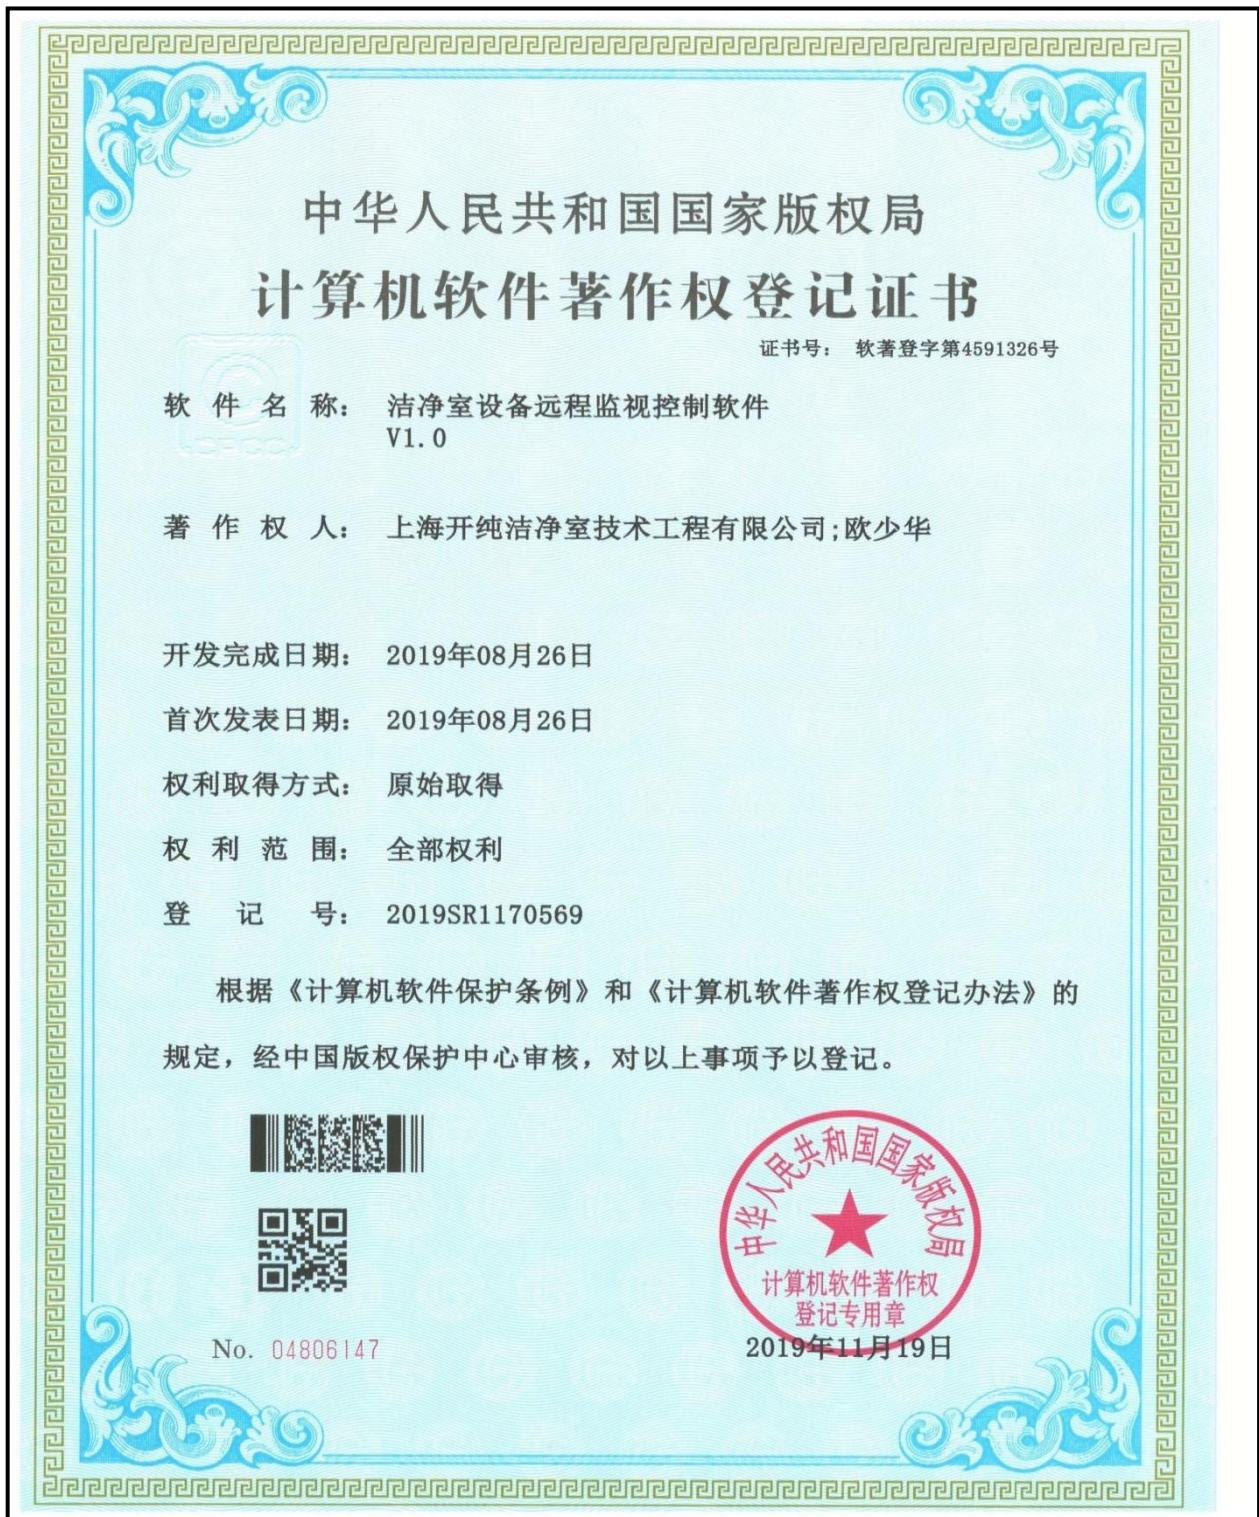 中华人民共和国国家版权局
计算机软件著作权登记证书
证书号： 软著登字第4591326号
CPCC
软件名称： 洁净室设备远程监视控制软件
V1.0
著作权人： 上海开纯洁净室技术工程有限公司;欧少华
开发完成日期： 2019年08月26日
首次发表日期： 2019年08月26日
权利取得方式： 原始取得
权利范围： 全部权利
登记号： 2019SR1170569
根据《计算机软件保护条例》和《计算机软件著作权登记办法》的
规定，经中国版权保护中心审核，对以上事项予以登记。
中华人民共和国国家版权局
计算机软件著作权
登记专用章
No. 04806147
2019年11月19日